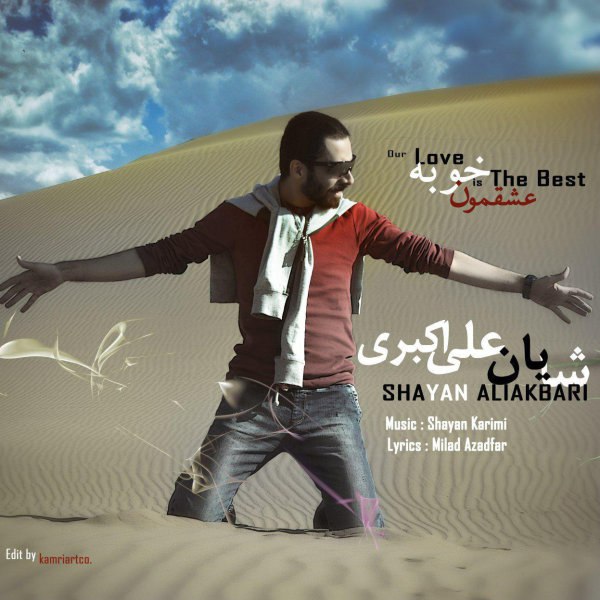 Our Love
is The Best
خوبه
عشقمون
شایان علی‌اکبری
SHAYAN ALIAKBARI
Music : Shayan Karimi
Lyrics : Milad Azadfar
Edit by kamriartco.